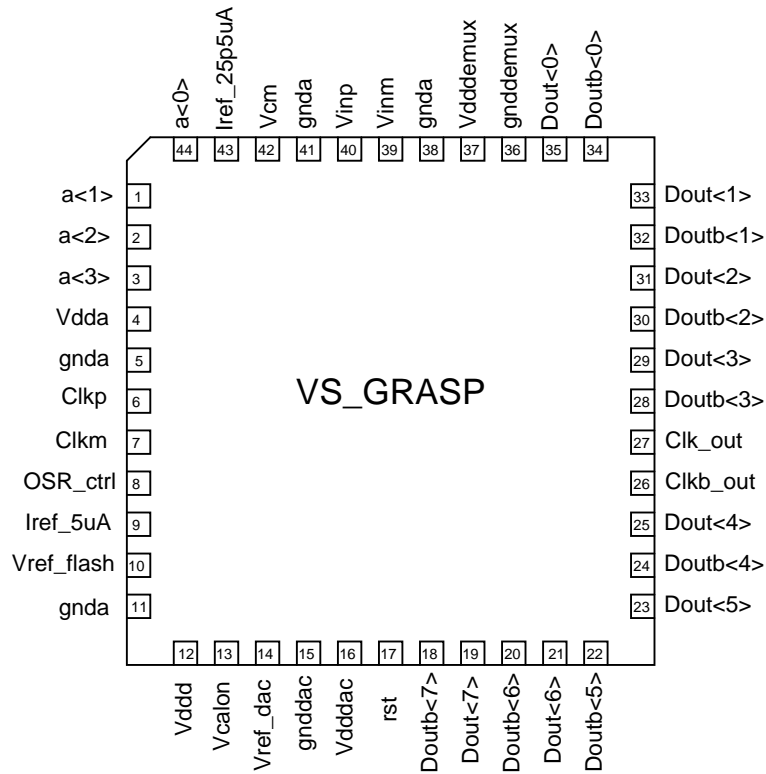 a<0>
Iref_25p5uA
Vcm
gnda
Vinp
Vinm
gnda
Vdddemux
gnddemux
Dout<0>
Doutb<0>
44 43 42 41 40 39 38 37 36 35 34
a<1> 1 33 Dout<1>
a<2> 2 32 Doutb<1>
a<3> 3 31 Dout<2>
Vdda 4 30 Doutb<2>
gnda 5 29 Dout<3>
VS_GRASP
Clkp 6 28 Doutb<3>
Clkm 7 27 Clk_out
OSR_ctrl 8 26 Clkb_out
Iref_5uA 9 25 Dout<4>
Vref_flash 10 24 Doutb<4>
gnda 11 23 Dout<5>
12 13 14 15 16 17 18 19 20 21 22
Vddd
Vcalon
Vref_dac
gnddac
Vdddac
rst
Doutb<7>
Dout<7>
Doutb<6>
Dout<6>
Doutb<5>